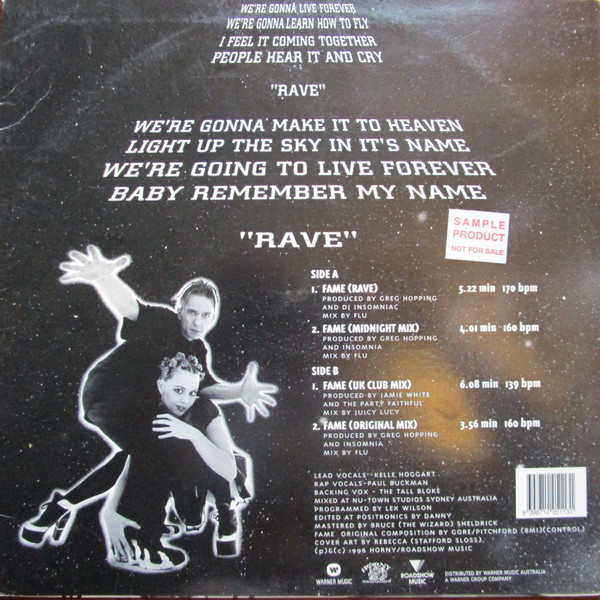 WE'RE GONNA LIVE FOREVER
WE'RE GONNA LEARN HOW TO FLY
I FEEL IT COMING TOGETHER
PEOPLE HEAR IT AND CRY
"RAVE"
WE'RE GONNA MAKE IT TO HEAVEN
LIGHT UP THE SKY IN IT'S NAME
WE'RE GOING TO LIVE FOREVER
BABY REMEMBER MY NAME
"RAVE"
SAMPLE
PRODUCT
NOT FOR SALE
SIDE A
1. FAME (RAVE) 5.22 min 170 bpm
PRODUCED BY GREG HOPPING
AND DJ INSOMNIAC
MIX BY FLU
2. FAME (MIDNIGHT MIX) 4.01 min 160 bpm
PRODUCED BY GREG HOPPING
AND INSOMNIA
MIX BY FLU
SIDE B
1. FAME (UK CLUB MIX) 6.08 min 139 bpm
PRODUCED BY JAMIE WHITE
AND THE PARTY FAITHFUL
MIX BY JUICY LUCY
2. FAME (ORIGINAL MIX) 3.56 min 160 bpm
PRODUCED BY GREG HOPPING
AND INSOMNIA
MIX BY FLU
LEAD VOCALS--KELLE HOGGART
RAP VOCALS-PAUL BUCKMAN
BACKING VOX - THE TALL BLOKE
MIXED AT NU-TOWN STUDIOS SYDNEY AUSTRALIA
PROGRAMMED BY LEX WILSON
EDITED AT POSITRONICS BY DANNY
MASTERED BY BRUCE (THE WIZARD) SHELDRICK
FAME ORIGINAL COMPOSITION BY GORE/PITCHFORD (BMI)(CONTROL)
COVER ART BY REBECCA (STAFFORD SLOSS).
(p)&(c) 1996 HORNY/ROADSHOW MUSIC
WARNER MUSIC
ROADSHOW
MUSIC
DISTRIBUTED BY WARNER MUSIC AUSTRALIA
A WARNER GROUP COMPANY